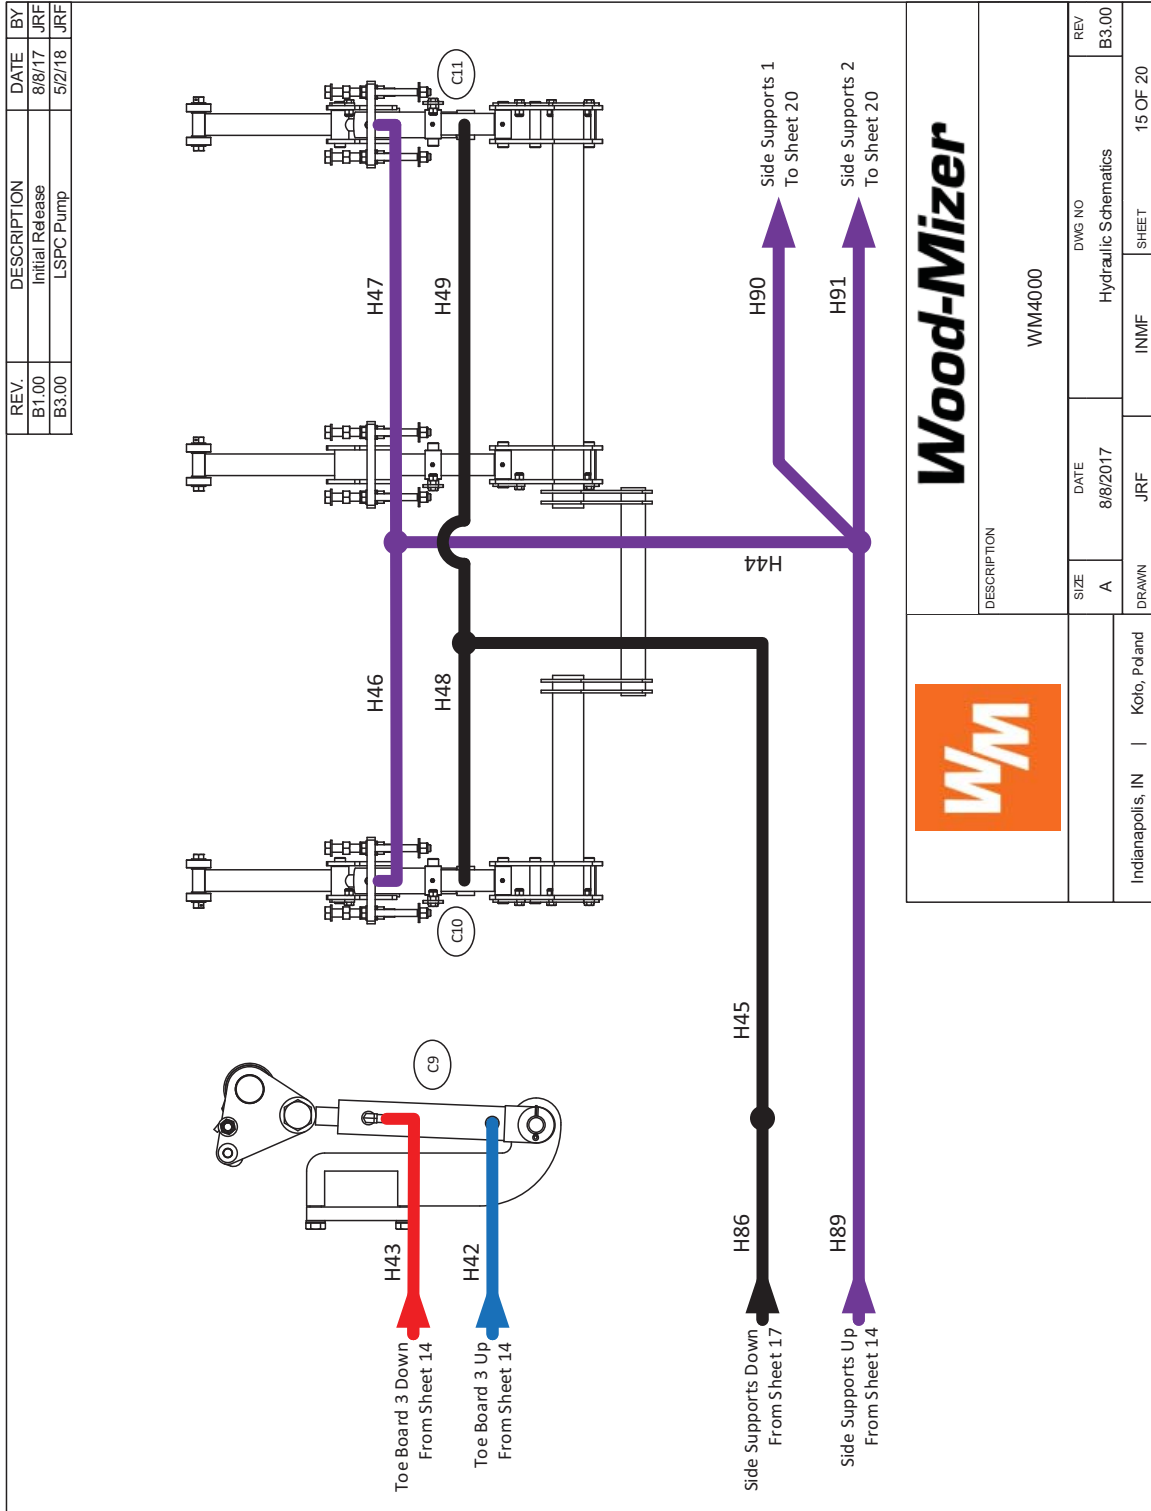 REV. DESCRIPTION DATE BY
B1.00 Initial Release 8/8/17 JRF
B3.00 LSPC Pump 5/2/18 JRF
C9
C10
C11
H43
H42
H46
H47
H48
H49
H44
H45
H86
H89
H90
H91
Toe Board 3 Down
From Sheet 14
Toe Board 3 Up
From Sheet 14
Side Supports Down
From Sheet 17
Side Supports Up
From Sheet 14
Side Supports 1
To Sheet 20
Side Supports 2
To Sheet 20
WM
Wood-Mizer
DESCRIPTION
WM4000
SIZE DATE DWG NO REV
A 8/8/2017 Hydraulic Schematics B3.00
Indianapolis, IN | Koło, Poland
DRAWN JRF INMF SHEET 15 OF 20